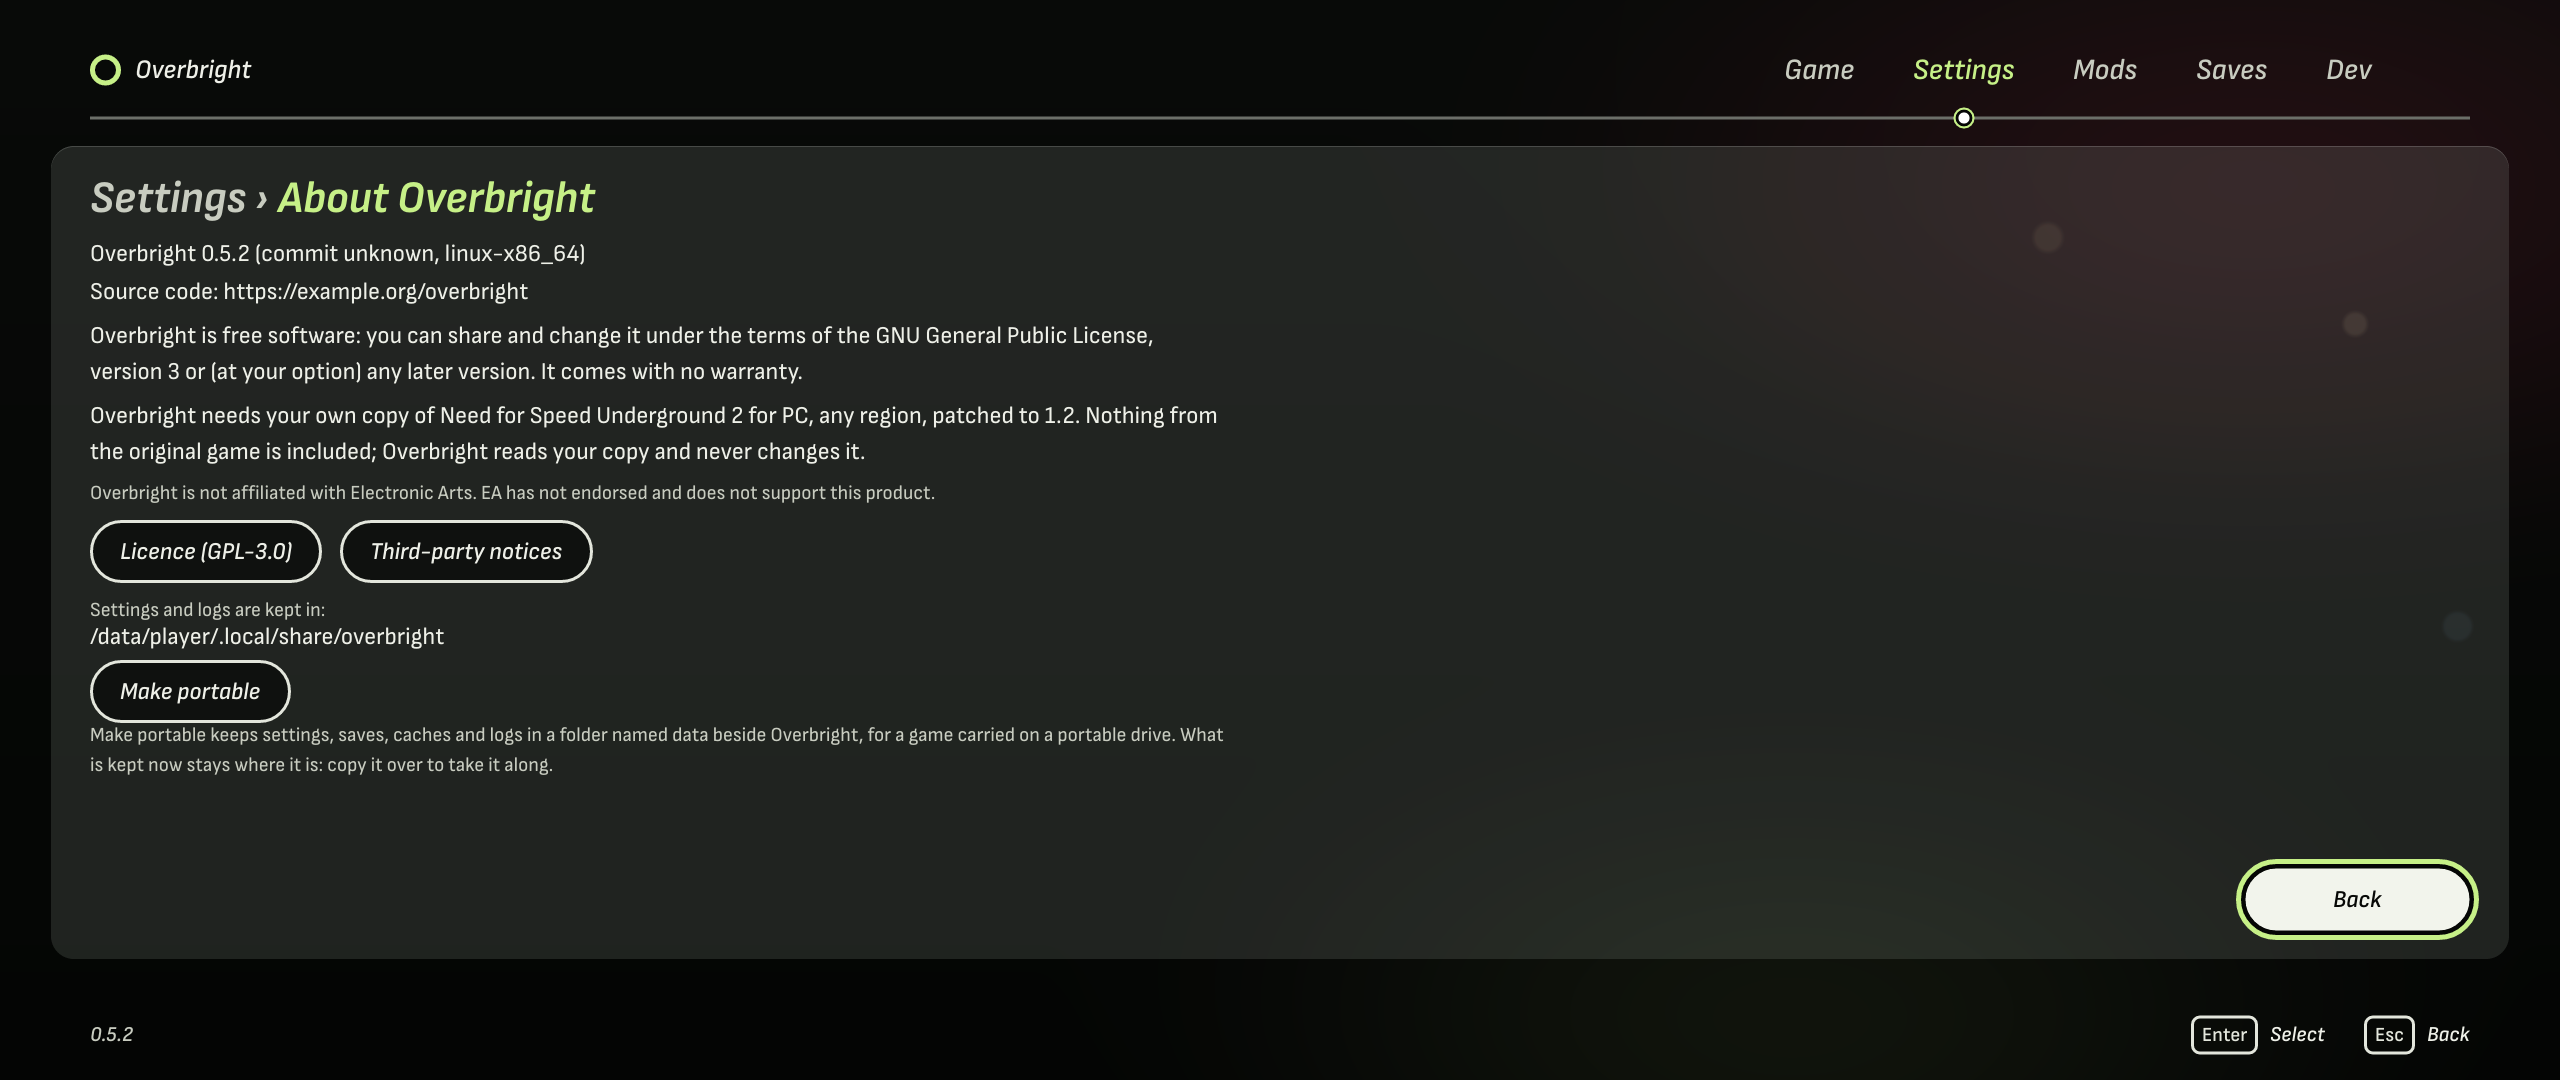 Overbright
Game Settings Mods Saves Dev
Settings › About Overbright
Overbright 0.5.2 (commit unknown, linux-x86_64)
Source code: https://example.org/overbright
Overbright is free software: you can share and change it under the terms of the GNU General Public License,
version 3 or (at your option) any later version. It comes with no warranty.
Overbright needs your own copy of Need for Speed Underground 2 for PC, any region, patched to 1.2. Nothing from
the original game is included; Overbright reads your copy and never changes it.
Overbright is not affiliated with Electronic Arts. EA has not endorsed and does not support this product.
Licence (GPL-3.0) Third-party notices
Settings and logs are kept in:
/data/player/.local/share/overbright
Make portable
Make portable keeps settings, saves, caches and logs in a folder named data beside Overbright, for a game carried on a portable drive. What
is kept now stays where it is: copy it over to take it along.
Back
0.5.2
Enter Select Esc Back